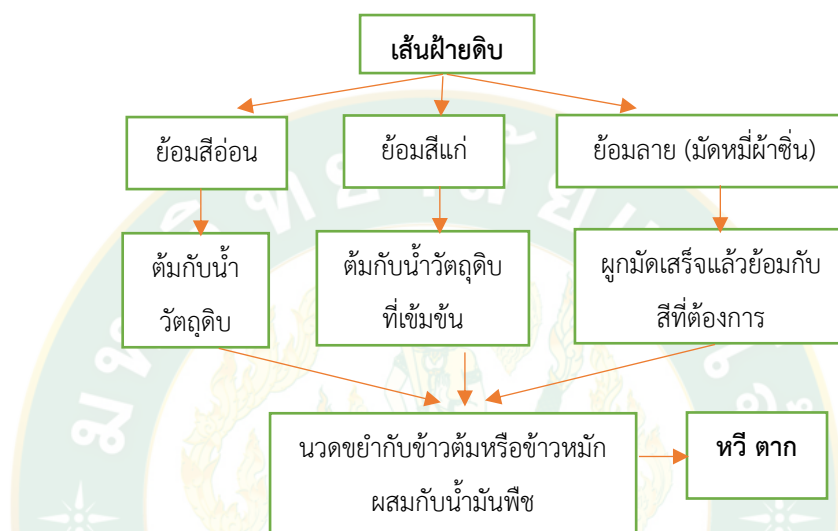 เส้นฝ้ายดิบ
ย้อมสีอ่อน
ย้อมสีแก่
ย้อมลาย (มัดหมี่ผ้าซิ่น)
ต้มกับน้ำ
วัตถุดิบ
ต้มกับน้ำวัตถุดิบ
ที่เข้มข้น
ผูกมัดเสร็จแล้วย้อมกับ
สีที่ต้องการ
นวดขยำกับข้าวต้มหรือข้าวหมัก
ผสมกับน้ำมันพืช
หวี ตาก